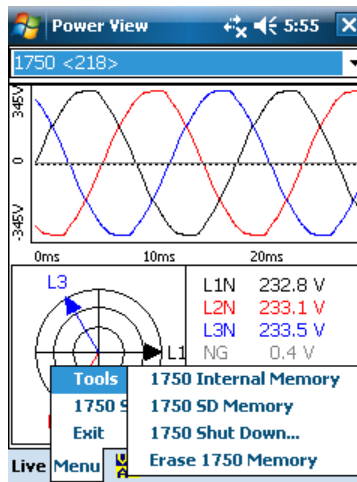 Power View 5:55
1750 <218>
345V
0
-345V
0ms 10ms 20ms
L3
L1
L1N 232.8 V
L2N 233.1 V
L3N 233.5 V
NG 0.4 V
Tools
1750 S
Exit
1750 Internal Memory
1750 SD Memory
1750 Shut Down...
Erase 1750 Memory
Live Menu